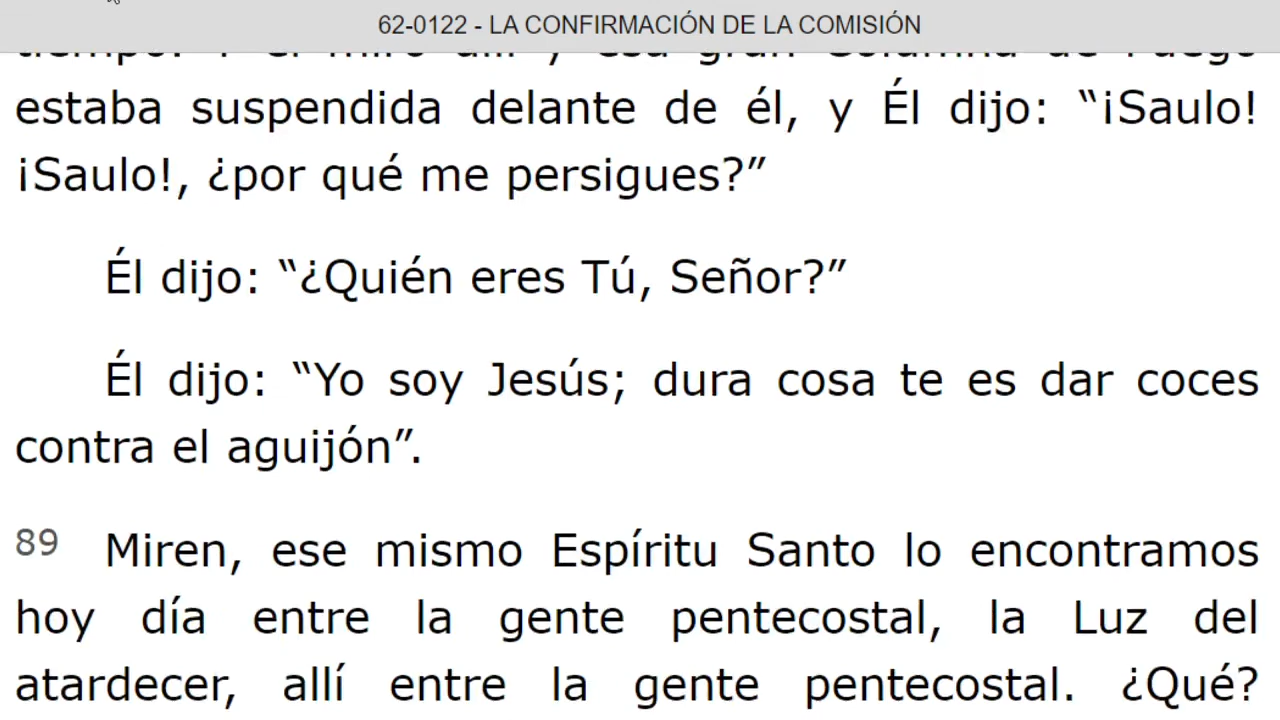 62-0122 - LA CONFIRMACIÓN DE LA COMISIÓN
estaba suspendida delante de él, y Él dijo: “¡Saulo!
¡Saulo!, ¿por qué me persigues?”
Él dijo: “¿Quién eres Tú, Señor?”
Él dijo: “Yo soy Jesús; dura cosa te es dar coces
contra el aguijón”.
89 Miren, ese mismo Espíritu Santo lo encontramos
hoy día entre la gente pentecostal, la Luz del
atardecer, allí entre la gente pentecostal. ¿Qué?